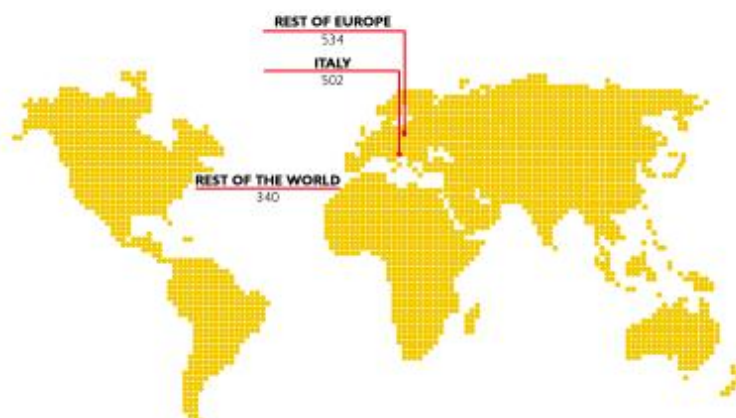 REST OF EUROPE
534
ITALY
502
REST OF THE WORLD
340